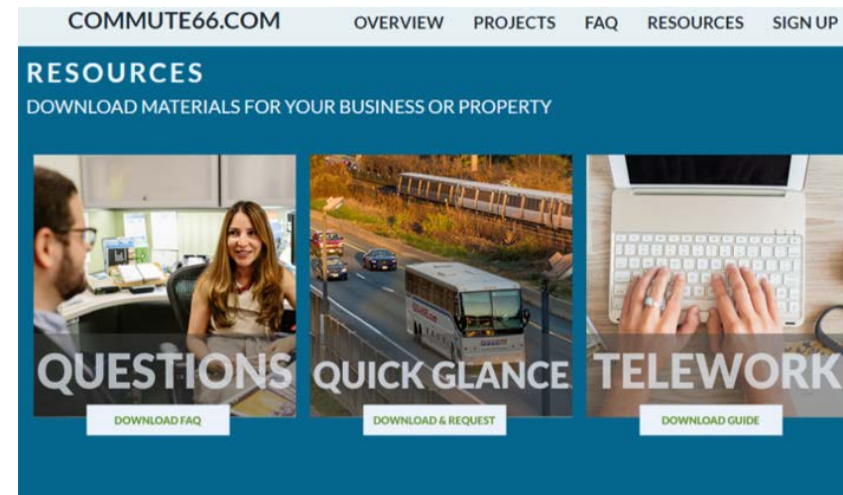 COMMUTE66.COM OVERVIEW PROJECTS FAQ RESOURCES SIGN UP
RESOURCES
DOWNLOAD MATERIALS FOR YOUR BUSINESS OR PROPERTY
QUESTIONS QUICK GLANCE TELEWORK
DOWNLOAD FAQ DOWNLOAD & REQUEST DOWNLOAD GUIDE